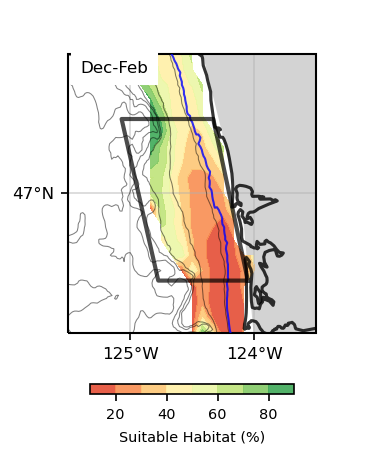 Dec-Feb
47°N
125°W 124°W
20 40 60 80
Suitable Habitat (%)